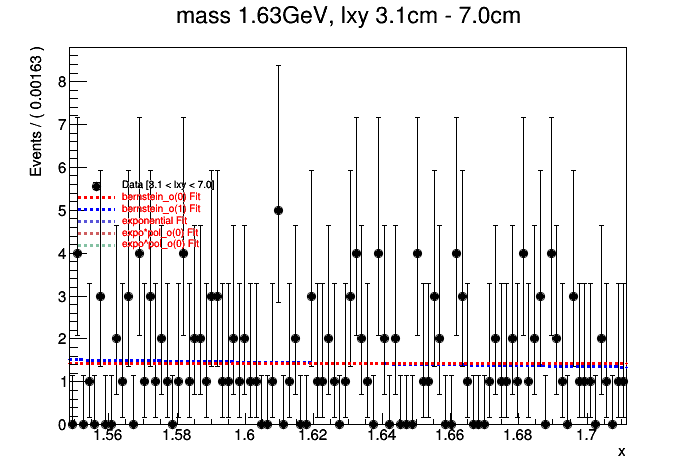 mass 1.63GeV, lxy 3.1cm - 7.0cm
Events / ( 0.00163 )
8
7
6
5
4
3
2
1
0
Data [3.1 < lxy < 7.0]
bernstein_o(0) Fit
bernstein_o(1) Fit
exponential Fit
expo*pol_o(0) Fit
expo*pol_o(0) Fit
1.56 1.58 1.6 1.62 1.64 1.66 1.68 1.7
x